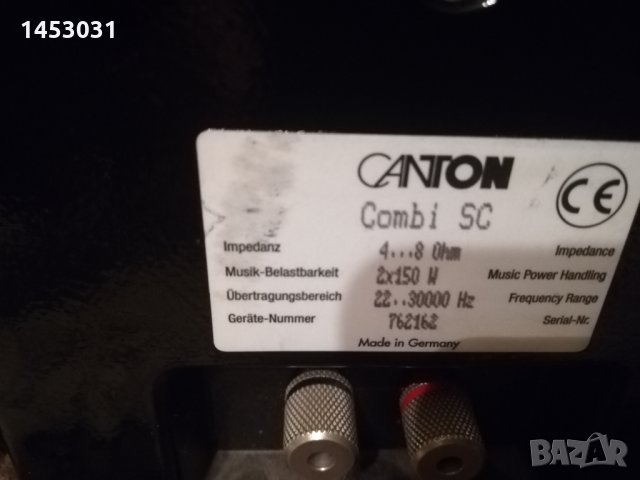 1453031
CANTON
CE
Combi SC
Impedanz 4...8 Ohm Impedance
Musik-Belastbarkeit 2x150 W Music Power Handling
Übertragungsbereich 22..30000 Hz Frequency Range
Geräte-Nummer 762162 Serial-Nr.
Made in Germany
BAZAR